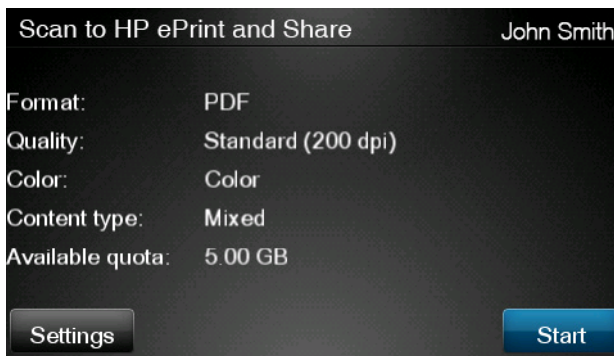 Scan to HP ePrint and Share John Smith
Format: PDF
Quality: Standard (200 dpi)
Color: Color
Content type: Mixed
Available quota: 5.00 GB
Settings Start